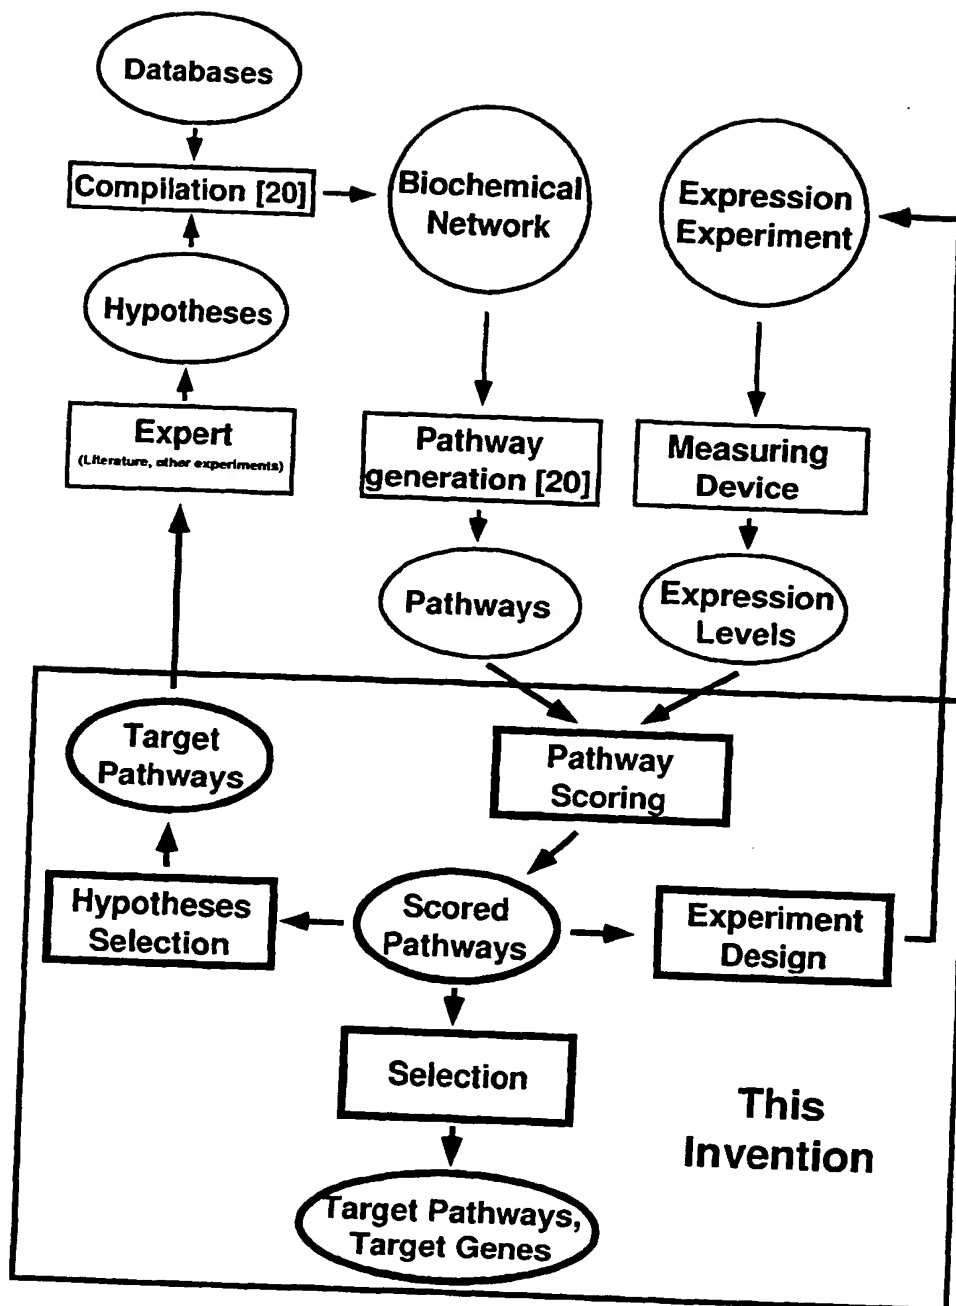 Databases
Compilation [20]
Biochemical
Network
Expression
Experiment
Hypotheses
Expert
(Literature, other experiments)
Pathway
generation [20]
Measuring
Device
Pathways
Expression
Levels
Target
Pathways
Pathway
Scoring
Hypotheses
Selection
Scored
Pathways
Experiment
Design
Selection
This
Invention
Target Pathways,
Target Genes